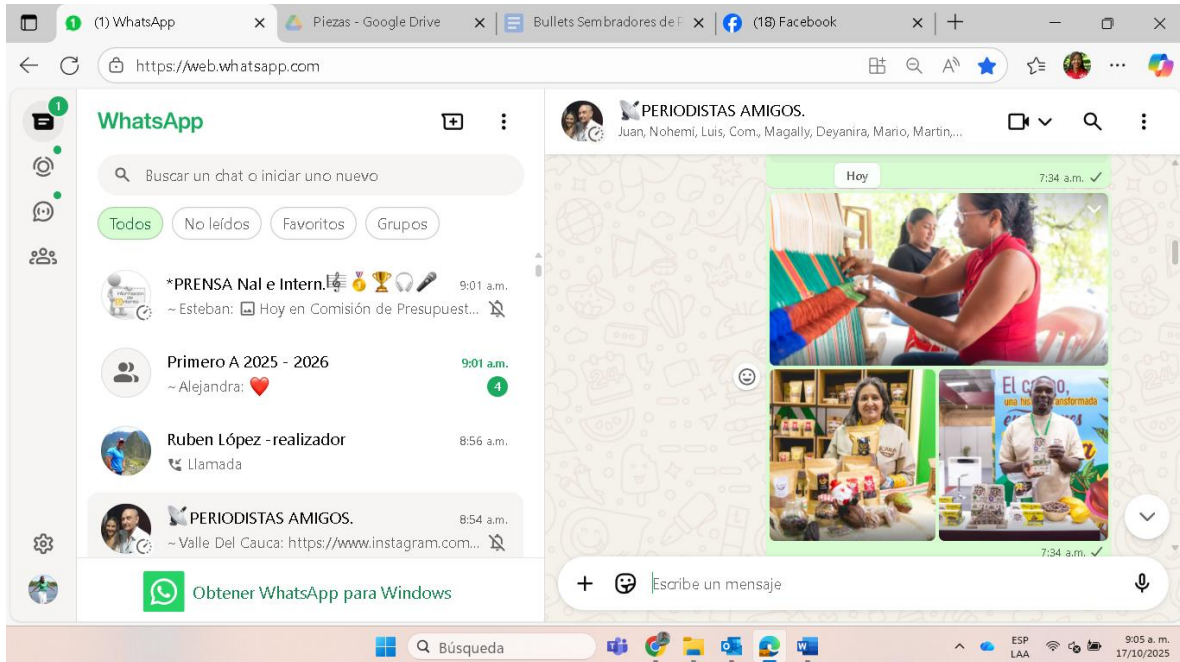 (1) WhatsApp
Piezas - Google Drive
Bullets Sembradores de P
(18) Facebook
https://web.whatsapp.com
1
WhatsApp
Buscar un chat o iniciar uno nuevo
Todos
No leídos
Favoritos
Grupos
*PRENSA Nal e Intern.
9:01 a.m.
~ Esteban: Hoy en Comisión de Presupuest...
Primero A 2025 - 2026
9:01 a.m.
~ Alejandra: ❤️
4
Ruben López -realizador
8:56 a.m.
Llamada
PERIODISTAS AMIGOS.
8:54 a.m.
~ Valle Del Cauca: https://www.instagram.com...
Obtener WhatsApp para Windows
PERIODISTAS AMIGOS.
Juan, Nohemí, Luis, Com., Magally, Deyanira, Mario, Martin,...
Hoy
7:34 a.m.
El campo,
7:34 a.m.
Escribe un mensaje
Búsqueda
ESP
LAA
9:05 a. m.
17/10/2025